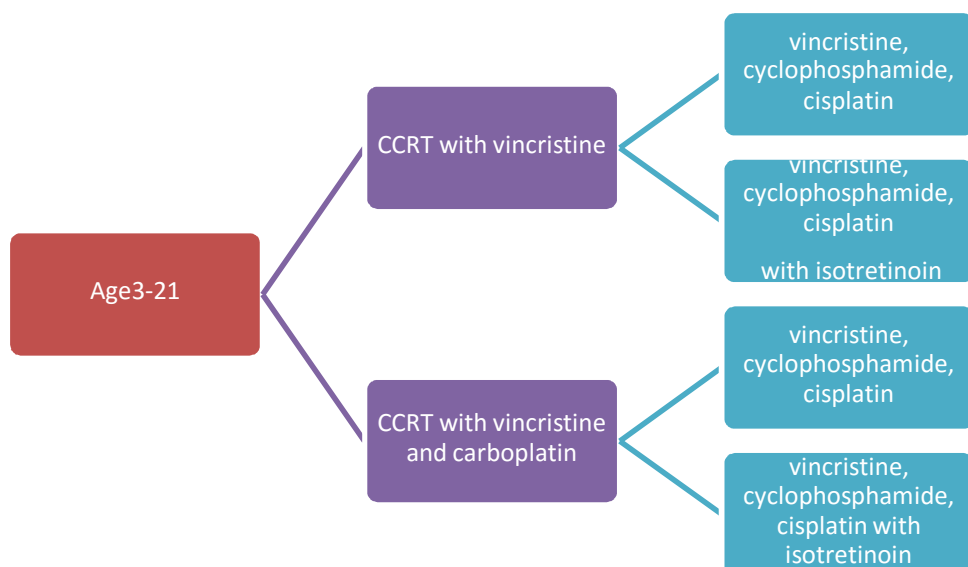 Age3-21
CCRT with vincristine
CCRT with vincristine
and carboplatin
vincristine,
cyclophosphamide,
cisplatin
vincristine,
cyclophosphamide,
cisplatin
with isotretinoin
vincristine,
cyclophosphamide,
cisplatin
vincristine,
cyclophosphamide,
cisplatin with
isotretinoin